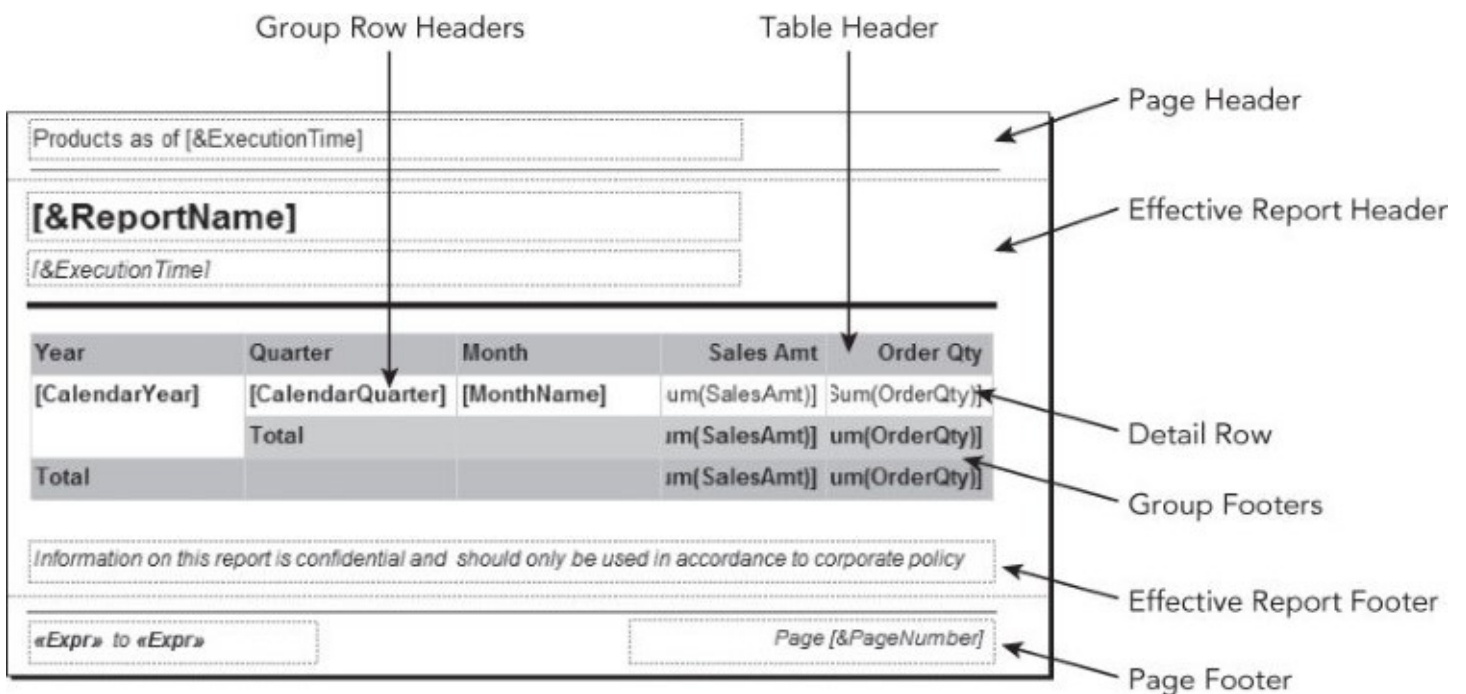 Group Row Headers
Table Header
Page Header
Products as of [&ExecutionTime]
Effective Report Header
[&ReportName]
[&ExecutionTime]
Year Quarter Month Sales Amt Order Qty
[CalendarYear] [CalendarQuarter] [MonthName] um(SalesAmt)] Sum(OrderQty)]
Detail Row
Total um(SalesAmt)] um(OrderQty)]
Total um(SalesAmt)] um(OrderQty)]
Group Footers
Information on this report is confidential and should only be used in accordance to corporate policy
Effective Report Footer
«Expr» to «Expr» Page [&PageNumber]
Page Footer